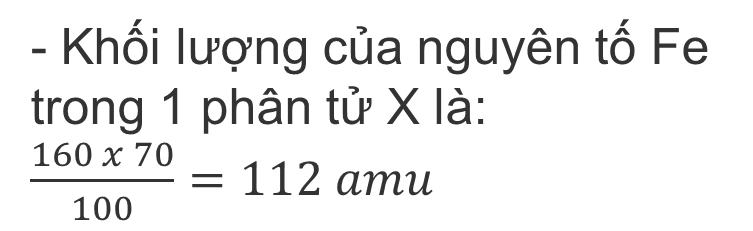 - Khối lượng của nguyên tố Fe
trong 1 phân tử X là:
160 x 70
100
= 112 amu